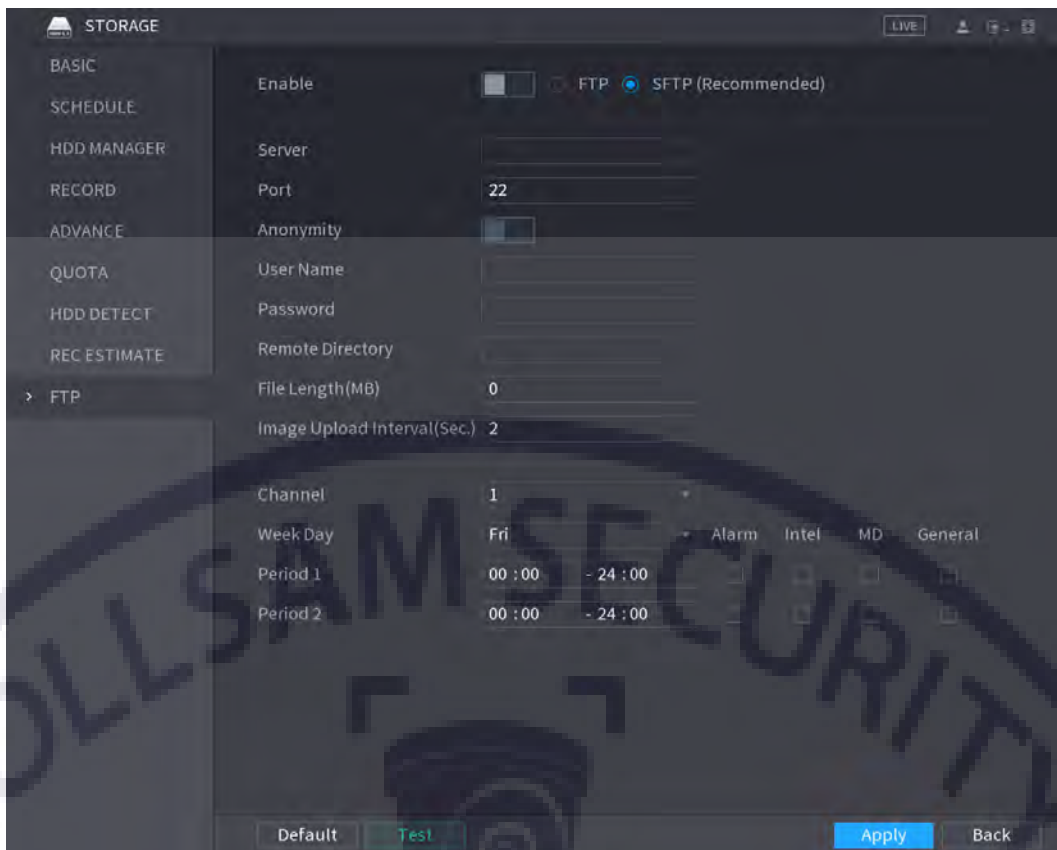 STORAGE LIVE
BASIC
SCHEDULE
HDD MANAGER
RECORD
ADVANCE
QUOTA
HDD DETECT
REC ESTIMATE
FTP
Enable FTP SFTP (Recommended)
Server
Port 22
Anonymity
User Name
Password
Remote Directory
File Length(MB) 0
Image Upload Interval(Sec.) 2
Channel 1
Week Day Fri Alarm Intel MD General
Period 1 00 :00 - 24 :00
Period 2 00 :00 - 24 :00
OLLSAM SECURITY
Default Test Apply Back